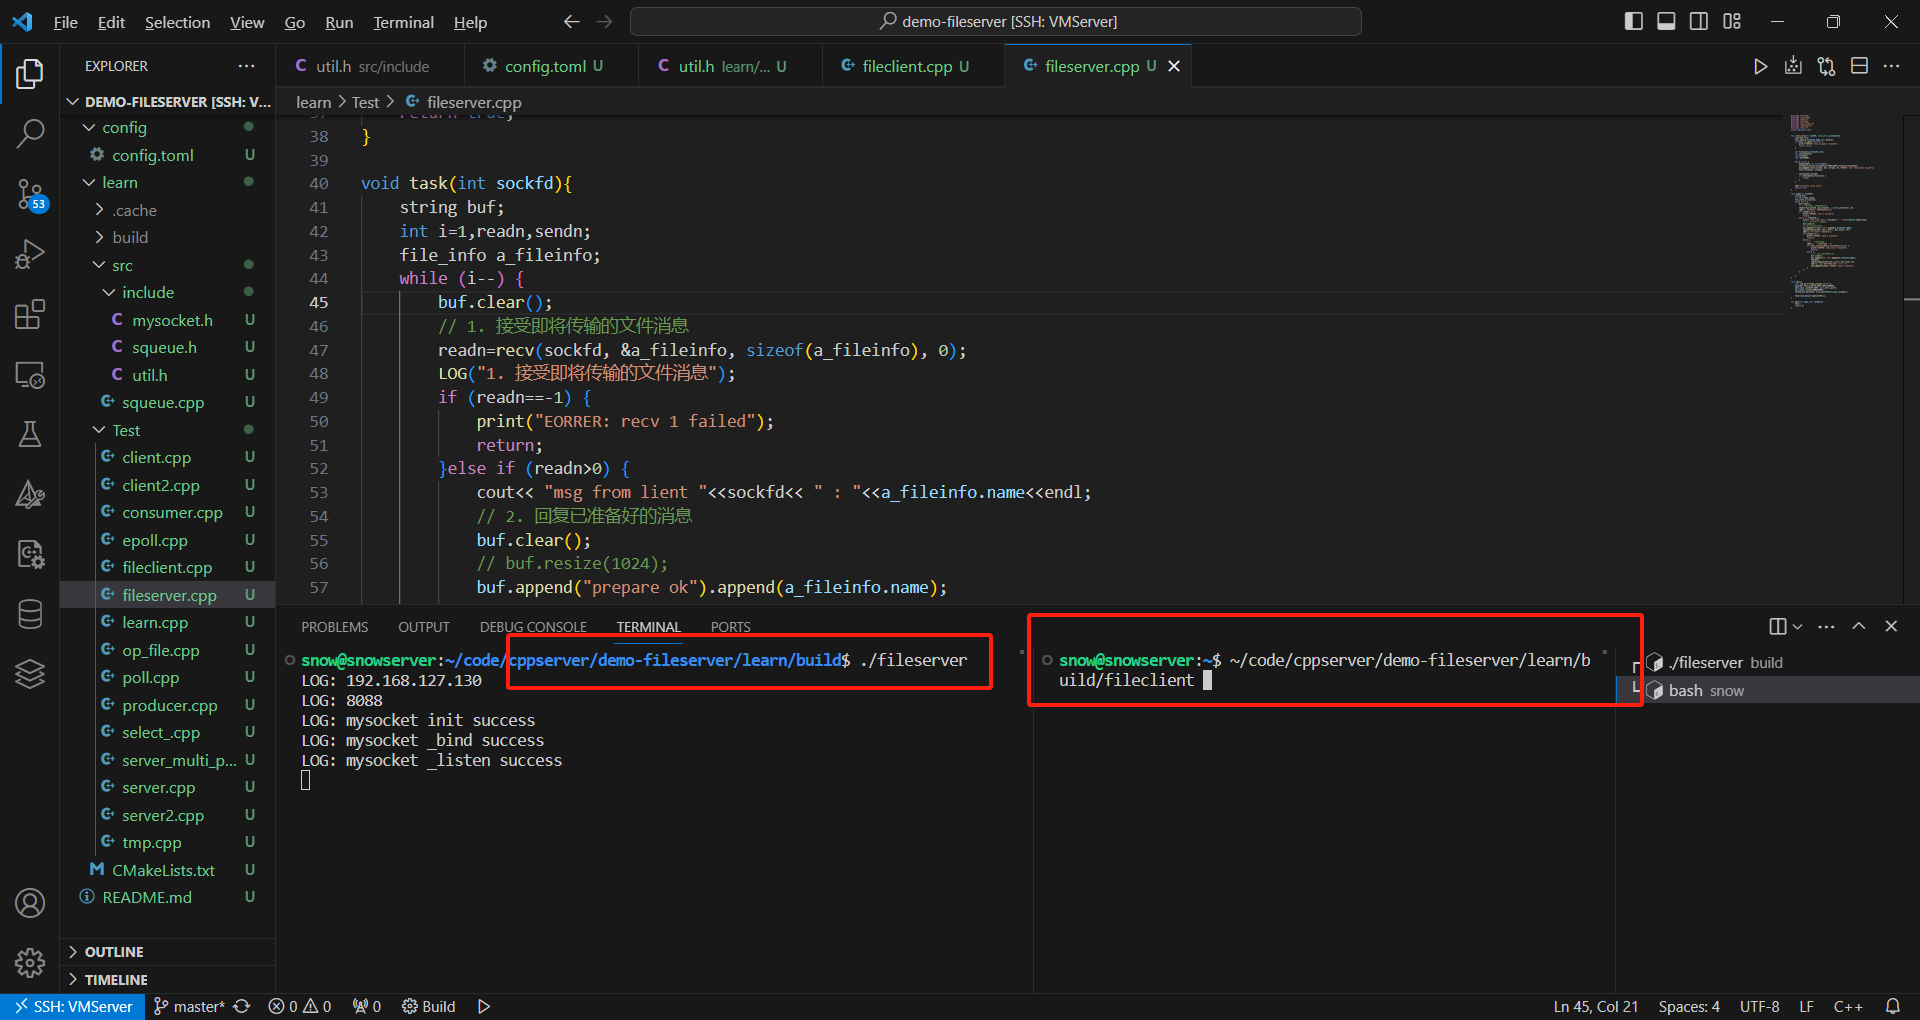 File Edit Selection View Go Run Terminal Help
demo-fileserver [SSH: VMServer]
EXPLORER
DEMO-FILESERVER [SSH: V...
config
config.toml U
learn
.cache
build
src
include
mysocket.h U
squeue.h U
util.h U
squeue.cpp U
Test
client.cpp U
client2.cpp U
consumer.cpp U
epoll.cpp U
fileclient.cpp U
fileserver.cpp U
learn.cpp U
op_file.cpp U
poll.cpp U
producer.cpp U
select_.cpp U
server_multi_p... U
server.cpp U
server2.cpp U
tmp.cpp U
CMakeLists.txt U
README.md U
OUTLINE
TIMELINE
53
util.h src/include
config.toml U
util.h learn/... U
fileclient.cpp U
fileserver.cpp U
learn > Test > fileserver.cpp
37 return true;
38 }
39
40 void task(int sockfd){
41 string buf;
42 int i=1,readn,sendn;
43 file_info a_fileinfo;
44 while (i--) {
45 buf.clear();
46 // 1. 接受即将传输的文件消息
47 readn=recv(sockfd, &a_fileinfo, sizeof(a_fileinfo), 0);
48 LOG("1. 接受即将传输的文件消息");
49 if (readn==-1) {
50 print("EORRER: recv 1 failed");
51 return;
52 }else if (readn>0) {
53 cout<< "msg from lient "<<sockfd<< " : "<<a_fileinfo.name<<endl;
54 // 2. 回复已准备好的消息
55 buf.clear();
56 // buf.resize(1024);
57 buf.append("prepare ok").append(a_fileinfo.name);
PROBLEMS OUTPUT DEBUG CONSOLE TERMINAL PORTS
snow@snowserver:~/code/cppserver/demo-fileserver/learn/build$ ./fileserver
LOG: 192.168.127.130
LOG: 8088
LOG: mysocket init success
LOG: mysocket _bind success
LOG: mysocket _listen success
snow@snowserver:~$ ~/code/cppserver/demo-fileserver/learn/b
uild/fileclient
./fileserver build
bash snow
SSH: VMServer master* 0 0 0 Build Ln 45, Col 21 Spaces: 4 UTF-8 LF C++